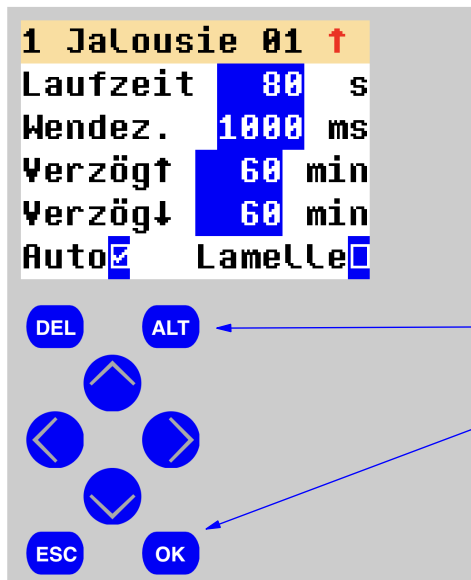 1 Jalousie 01 ↑
Laufzeit 80 s
Wendez. 1000 ms
Verzög↑ 60 min
Verzög↓ 60 min
Auto☑ Lamelle☐
DEL ALT
ESC OK